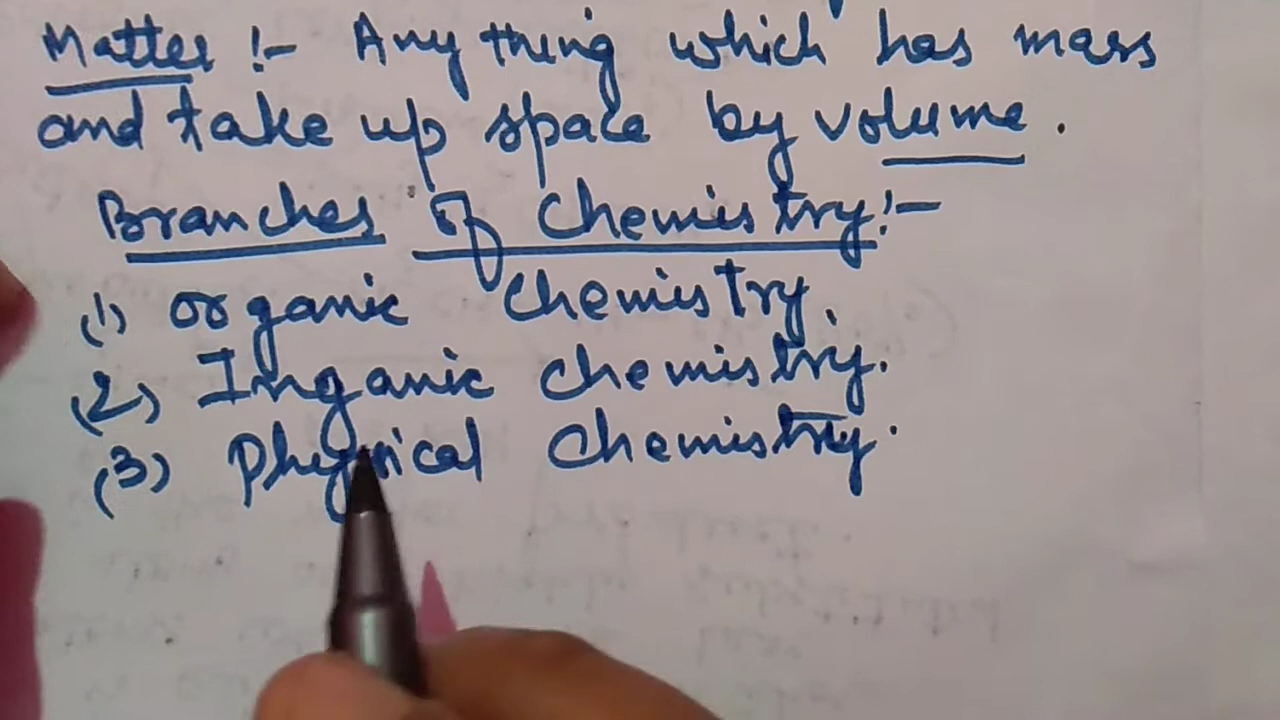 Matter :- Any thing which has mass
and take up space by volume.
Branches of Chemistry :-
(1) organic Chemistry.
(2) Inganic chemistry.
(3) Physical Chemistry.